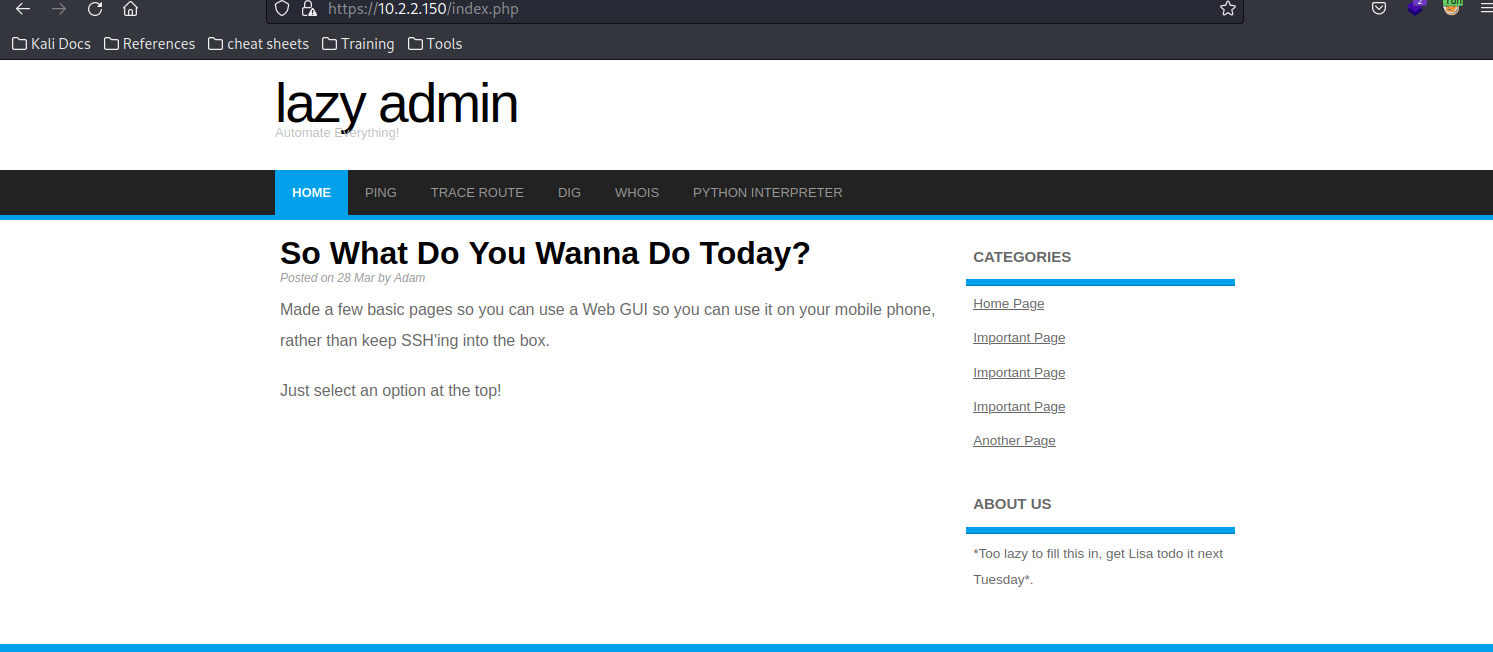 https://10.2.2.150/index.php
2
Kali Docs References cheat sheets Training Tools
lazy admin
Automate Everything!
HOME PING TRACE ROUTE DIG WHOIS PYTHON INTERPRETER
So What Do You Wanna Do Today?
Posted on 28 Mar by Adam
Made a few basic pages so you can use a Web GUI so you can use it on your mobile phone,
rather than keep SSH'ing into the box.
Just select an option at the top!
CATEGORIES
Home Page
Important Page
Important Page
Important Page
Another Page
ABOUT US
*Too lazy to fill this in, get Lisa todo it next
Tuesday*.